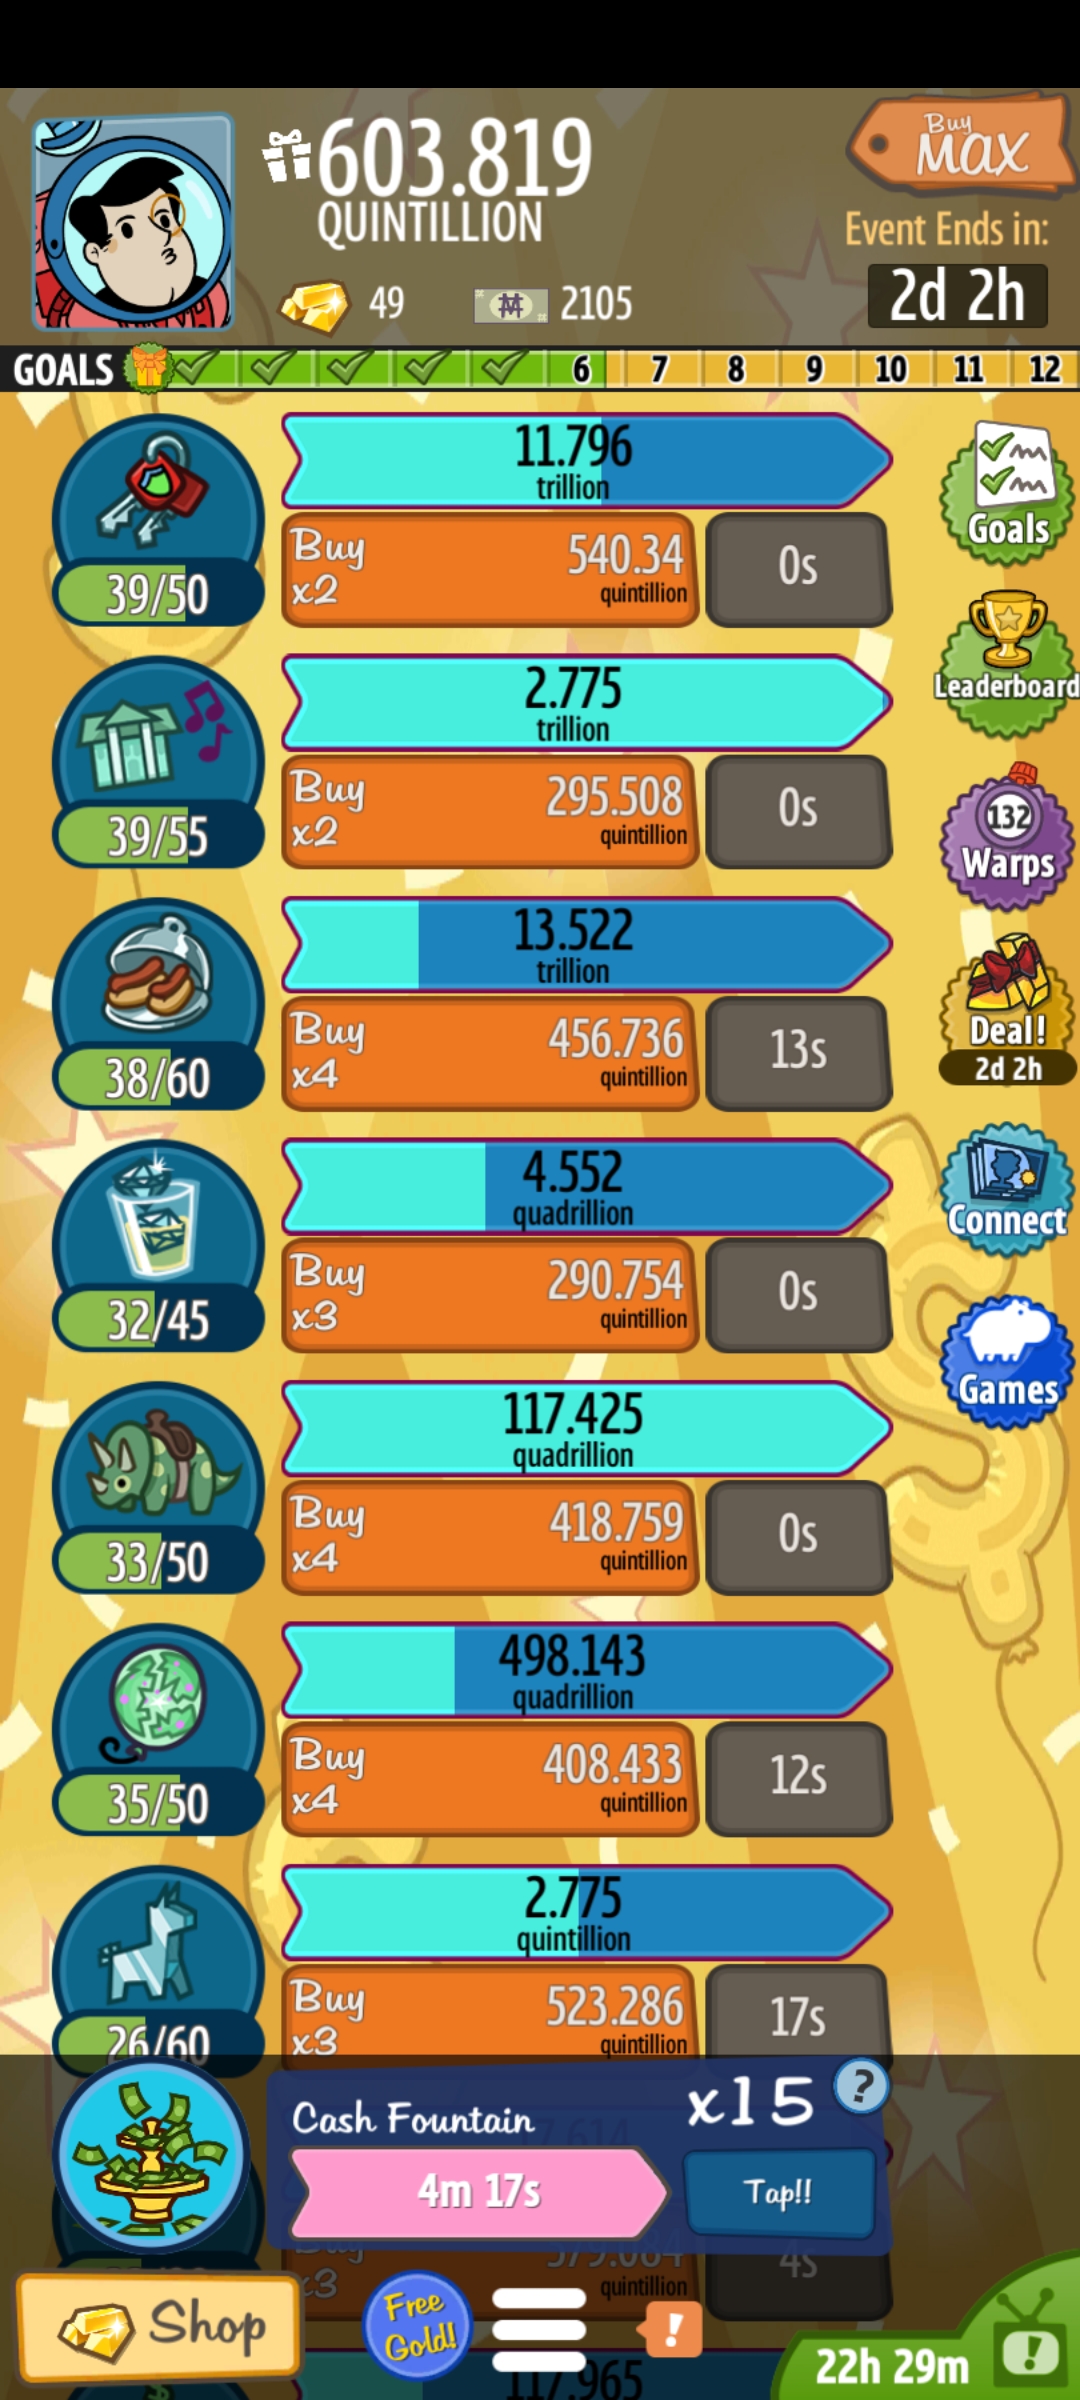 603.819
QUINTILLION
Buy
MAX
Event Ends in:
2d 2h
49
2105
GOALS
6 7 8 9 10 11 12
11.796
trillion
39/50
Buy
x2
540.34
quintillion
0s
Goals
2.775
trillion
39/55
Buy
x2
295.508
quintillion
0s
Leaderboard
132
Warps
13.522
trillion
38/60
Buy
x4
456.736
quintillion
13s
Deal!
2d 2h
4.552
quadrillion
32/45
Buy
x3
290.754
quintillion
0s
Connect
117.425
quadrillion
33/50
Buy
x4
418.759
quintillion
0s
Games
498.143
quadrillion
35/50
Buy
x4
408.433
quintillion
12s
2.775
quintillion
26/60
Buy
x3
523.286
quintillion
17s
Cash Fountain
x15
?
4m 17s
Tap!!
x3
quintillion
4s
Shop
Free
Gold!
!
22h 29m
!
117.965